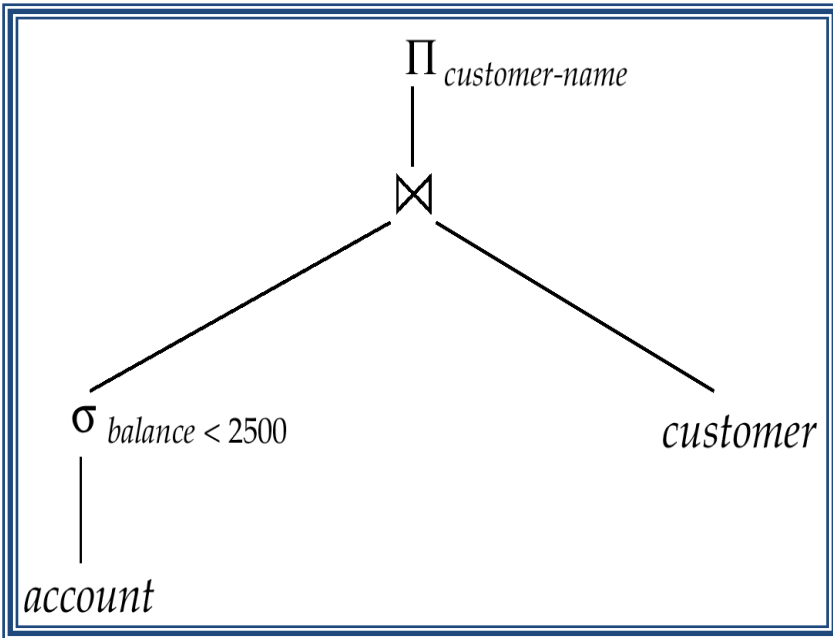 Π customer-name
⋈
σ balance < 2500
customer
account